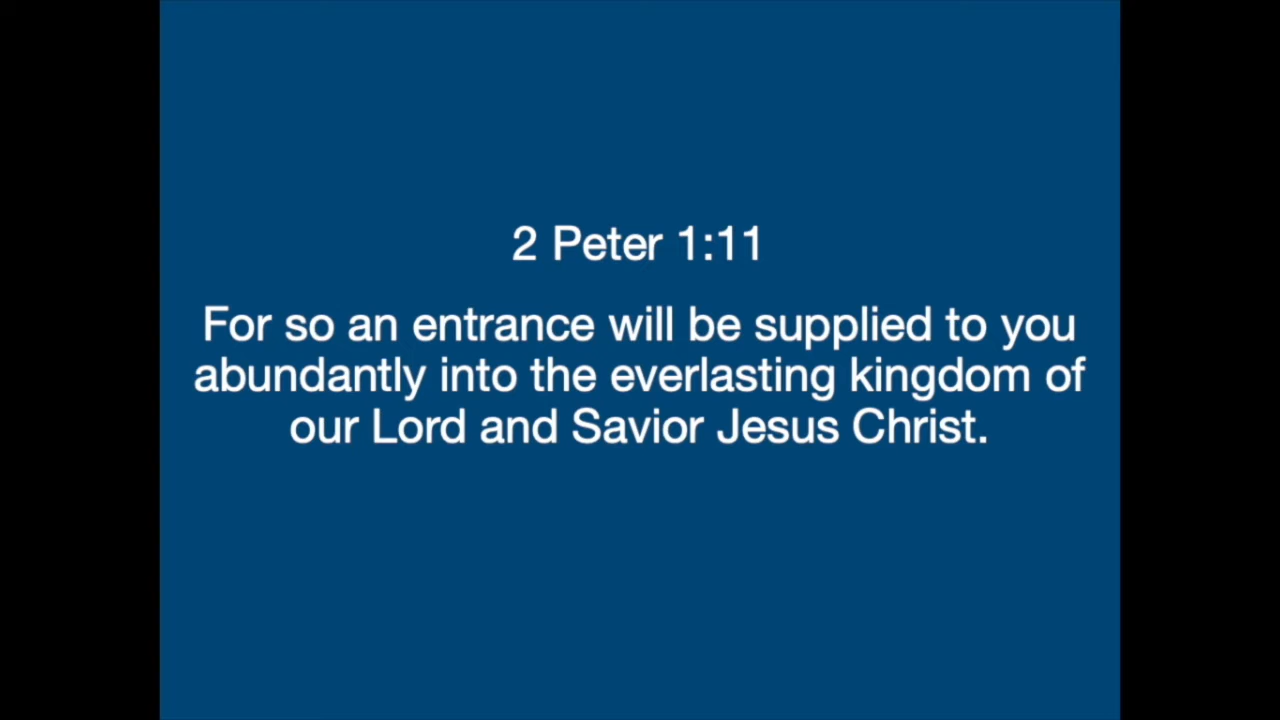 2 Peter 1:11
For so an entrance will be supplied to you
abundantly into the everlasting kingdom of
our Lord and Savior Jesus Christ.